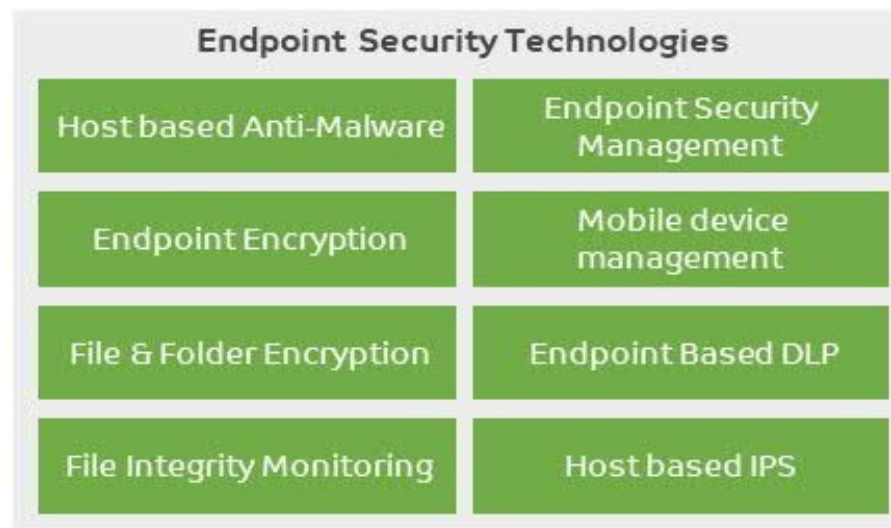 Endpoint Security Technologies
Host based Anti-Malware
Endpoint Security
Management
Endpoint Encryption
Mobile device
management
File & Folder Encryption
Endpoint Based DLP
File Integrity Monitoring
Host based IPS